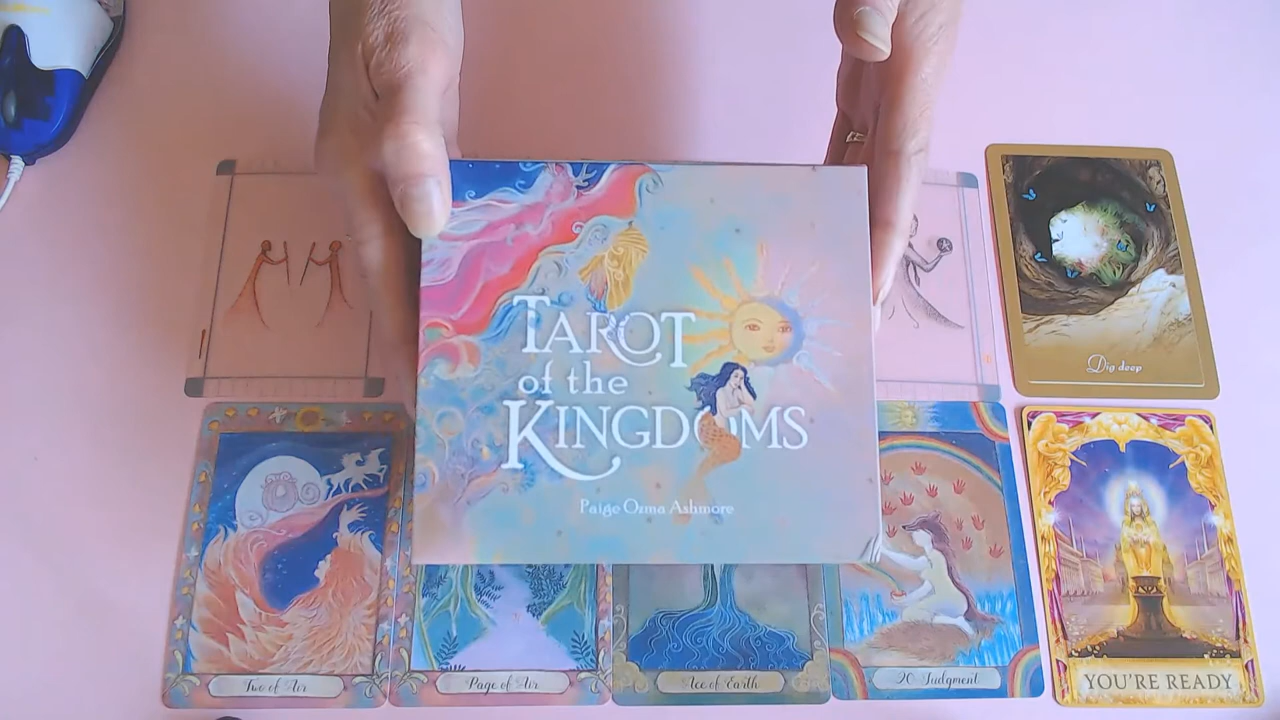 TAROT
of the
KINGDOMS
Paige Ozma Ashmore
Dig deep
Two of Air
Page of Air
Ace of Earth
20 Judgment
YOU'RE READY